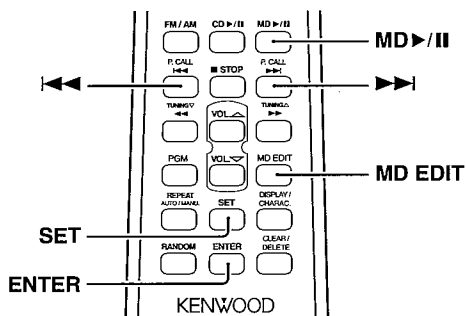 FM / AM CD ►/II MD ►/II
MD►/II
P. CALL P. CALL
|◄◄ |◄◄ ■ STOP ►►| ►►|
TUNING▽ VOL.△ TUNING△
◄◄ ►►
PGM VOL.▽ MD EDIT
MD EDIT
REPEAT DISPLAY /
AUTO / MANU. SET CHARAC.
SET
RANDOM ENTER CLEAR /
DELETE
ENTER
KENWOOD